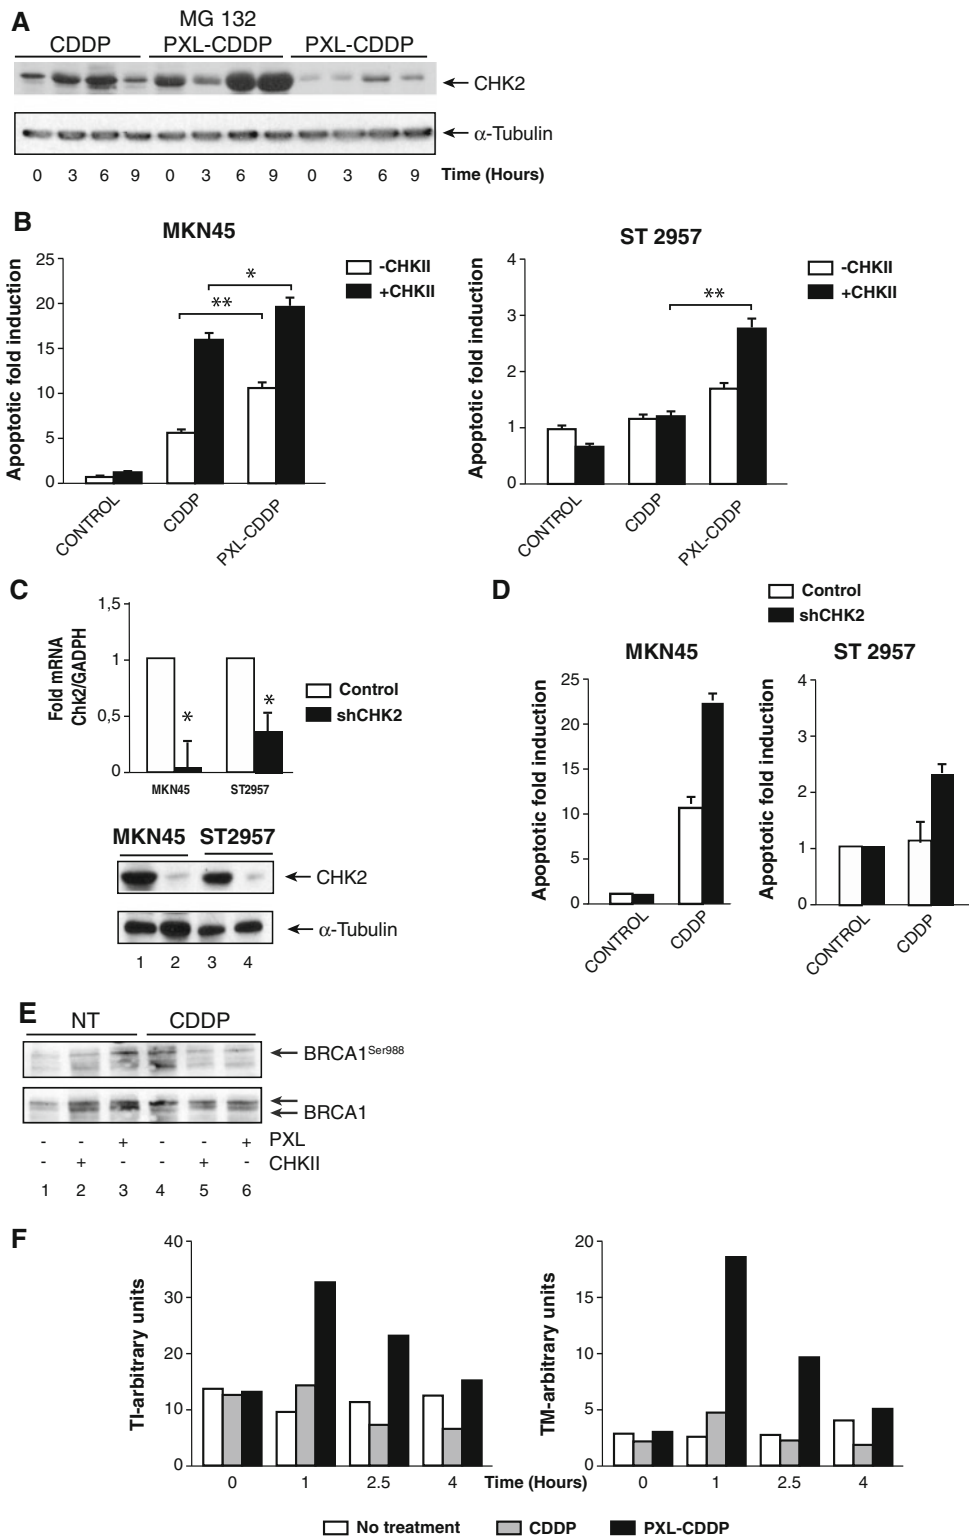 A
MG 132
CDDP PXL-CDDP PXL-CDDP
CHK2
α-Tubulin
0 3 6 9 0 3 6 9 0 3 6 9 Time (Hours)
B
MKN45
Apoptotic fold induction
25
20
15
10
5
0
* 
**
-CHKII
+CHKII
CONTROL
CDDP
PXL-CDDP
ST 2957
Apoptotic fold induction
4
3
2
1
0
**
-CHKII
+CHKII
CONTROL
CDDP
PXL-CDDP
C
Fold mRNA
Chk2/GADPH
1,5
1
0,5
0
* *
Control
shCHK2
MKN45 ST2957
MKN45 ST2957
CHK2
α-Tubulin
1 2 3 4
D
Control
shCHK2
MKN45
Apoptotic fold induction
25
20
15
10
5
0
CONTROL
CDDP
ST 2957
Apoptotic fold induction
4
3
2
1
0
CONTROL
CDDP
E
NT CDDP
BRCA1Ser988
BRCA1
- - + - - + PXL
- + - - + - CHKII
1 2 3 4 5 6
F
TI-arbitrary units
40
30
20
10
0
0 1 2.5 4 Time (Hours)
TM-arbitrary units
20
15
10
5
0
0 1 2.5 4
No treatment CDDP PXL-CDDP